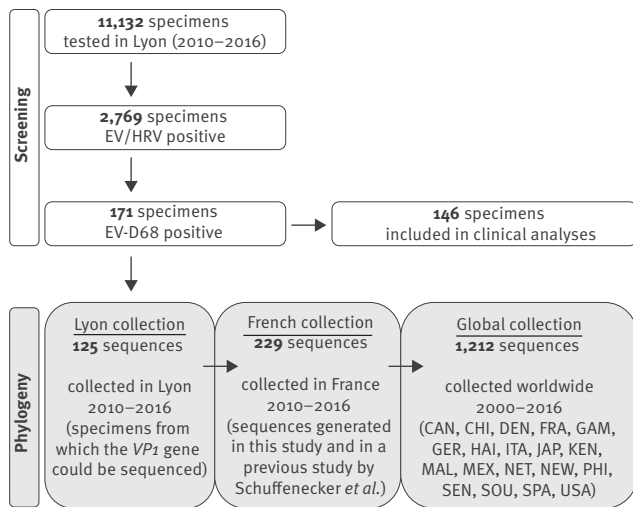 Screening
11,132 specimens
tested in Lyon (2010–2016)
2,769 specimens
EV/HRV positive
171 specimens
EV-D68 positive
146 specimens
included in clinical analyses
Phylogeny
Lyon collection
125 sequences
collected in Lyon
2010–2016
(specimens from
which the VP1 gene
could be sequenced)
French collection
229 sequences
collected in France
2010–2016
(sequences generated
in this study and in a
previous study by
Schuffenecker et al.)
Global collection
1,212 sequences
collected worldwide
2000–2016
(CAN, CHI, DEN, FRA, GAM,
GER, HAI, ITA, JAP, KEN,
MAL, MEX, NET, NEW, PHI,
SEN, SOU, SPA, USA)